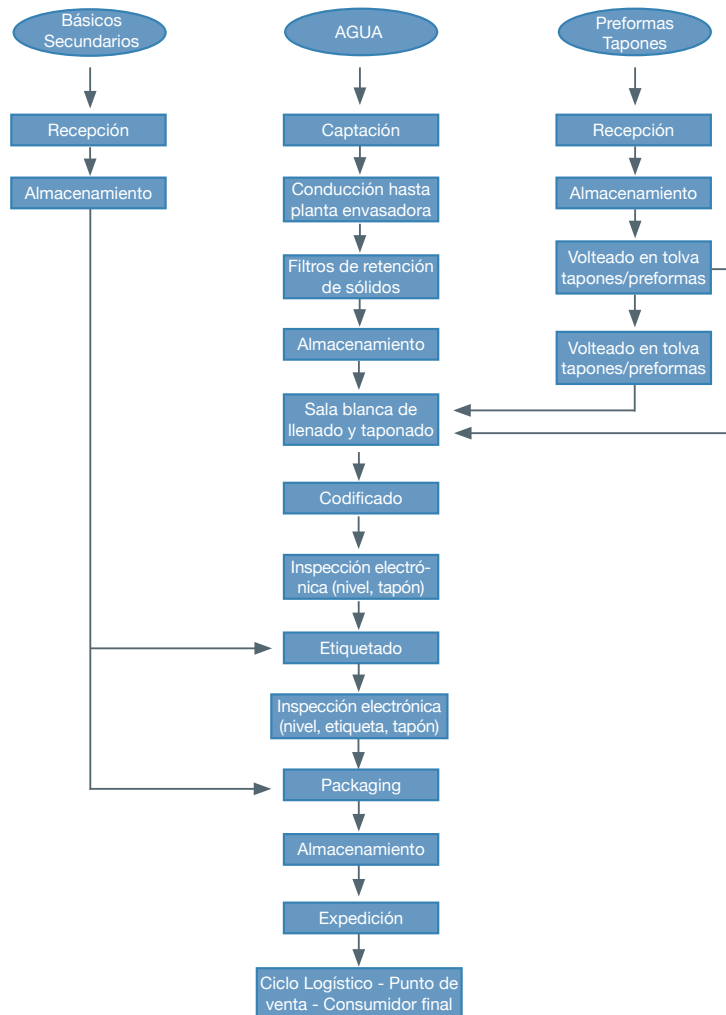 Básicos
Secundarios
AGUA
Preformas
Tapones
Recepción
Captación
Recepción
Almacenamiento
Conducción hasta
planta envasadora
Almacenamiento
Filtros de retención
de sólidos
Volteado en tolva
tapones/preformas
Almacenamiento
Volteado en tolva
tapones/preformas
Sala blanca de
llenado y taponado
Codificado
Inspección electró-
nica (nivel, tapón)
Etiquetado
Inspección electrónica
(nivel, etiqueta, tapón)
Packaging
Almacenamiento
Expedición
Ciclo Logístico - Punto de
venta - Consumidor final